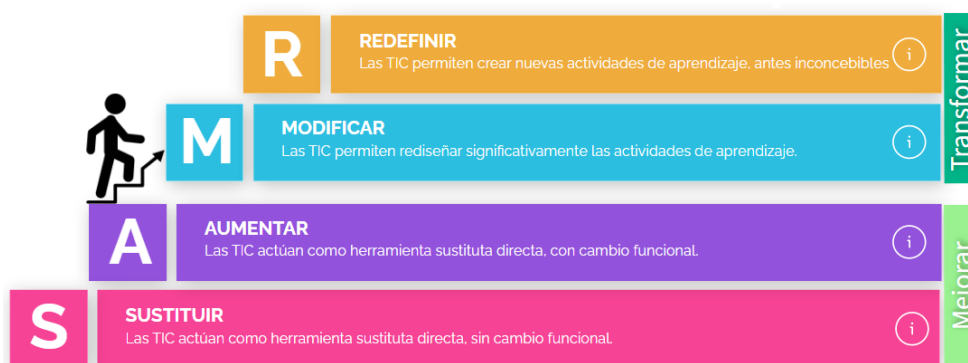 R
REDEFINIR
Las TIC permiten crear nuevas actividades de aprendizaje, antes inconcebibles
i
M
MODIFICAR
Las TIC permiten rediseñar significativamente las actividades de aprendizaje.
i
Transformar
A
AUMENTAR
Las TIC actúan como herramienta sustituta directa, con cambio funcional.
i
S
SUSTITUIR
Las TIC actúan como herramienta sustituta directa, sin cambio funcional.
i
Mejorar